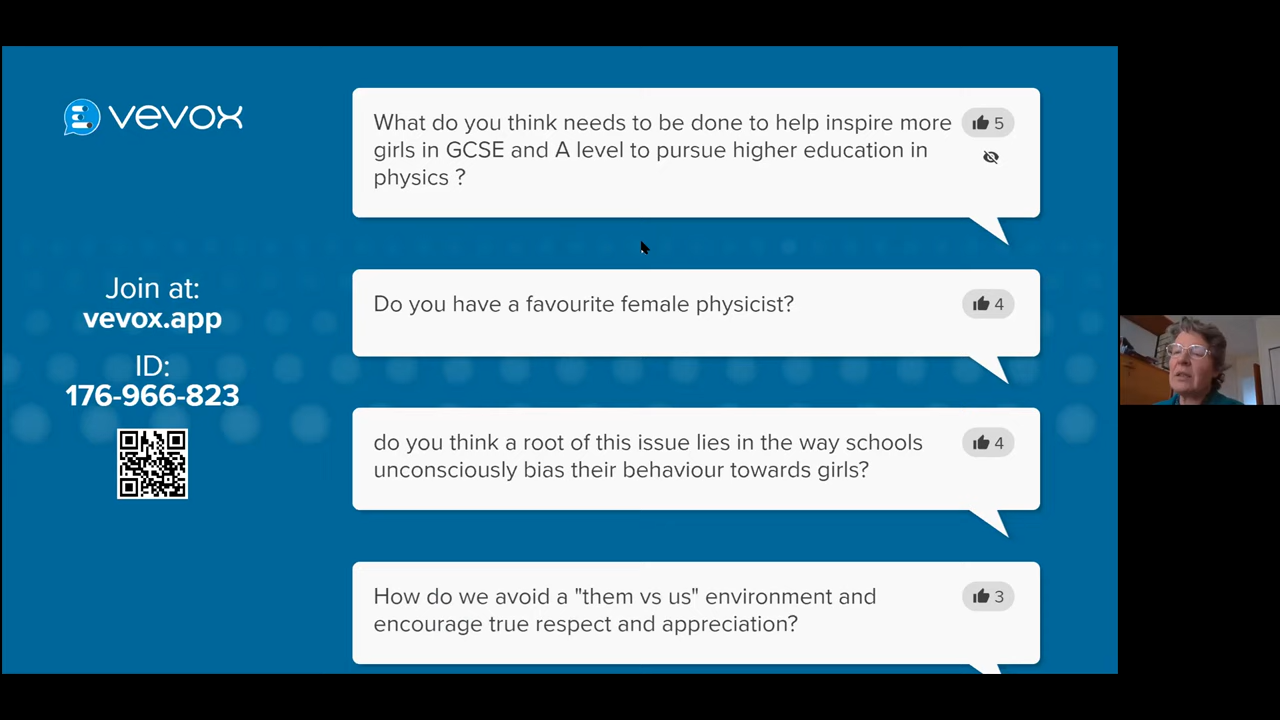 vevox
Join at:
vevox.app
ID:
176-966-823
What do you think needs to be done to help inspire more
girls in GCSE and A level to pursue higher education in
physics ?
5
Do you have a favourite female physicist?
4
do you think a root of this issue lies in the way schools
unconsciously bias their behaviour towards girls?
4
How do we avoid a "them vs us" environment and
encourage true respect and appreciation?
3